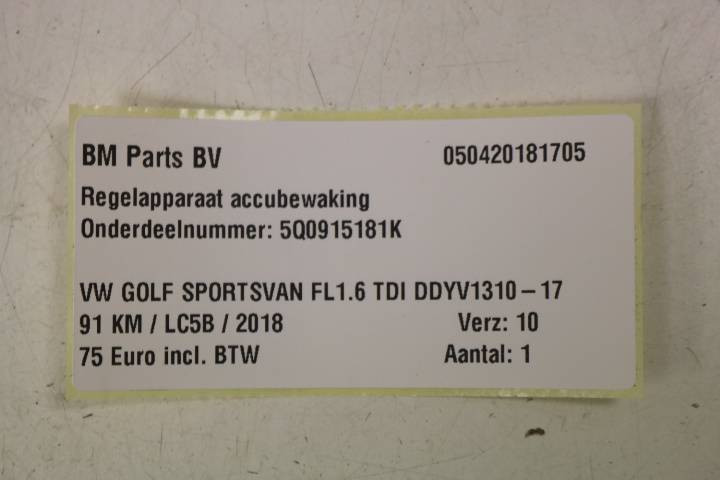 BM Parts BV 050420181705
Regelapparaat accubewaking
Onderdeelnummer: 5Q0915181K
VW GOLF SPORTSVAN FL1.6 TDI DDYV1310-17
91 KM / LC5B / 2018 Verz: 10
75 Euro incl. BTW Aantal: 1